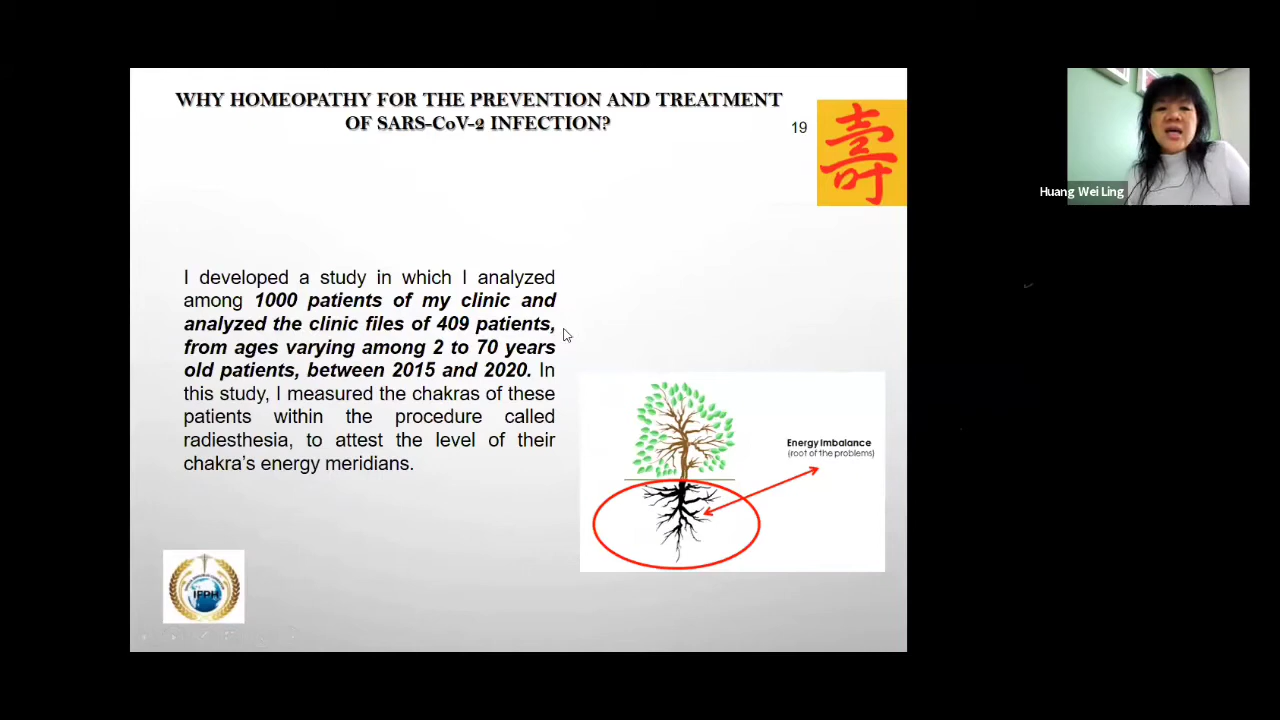 WHY HOMEOPATHY FOR THE PREVENTION AND TREATMENT
OF SARS-CoV-2 INFECTION?
19
壽
Huang Wei Ling
I developed a study in which I analyzed
among 1000 patients of my clinic and
analyzed the clinic files of 409 patients,
from ages varying among 2 to 70 years
old patients, between 2015 and 2020. In
this study, I measured the chakras of these
patients within the procedure called
radiesthesia, to attest the level of their
chakra's energy meridians.
Energy Imbalance
(root of the problems)
IFPH